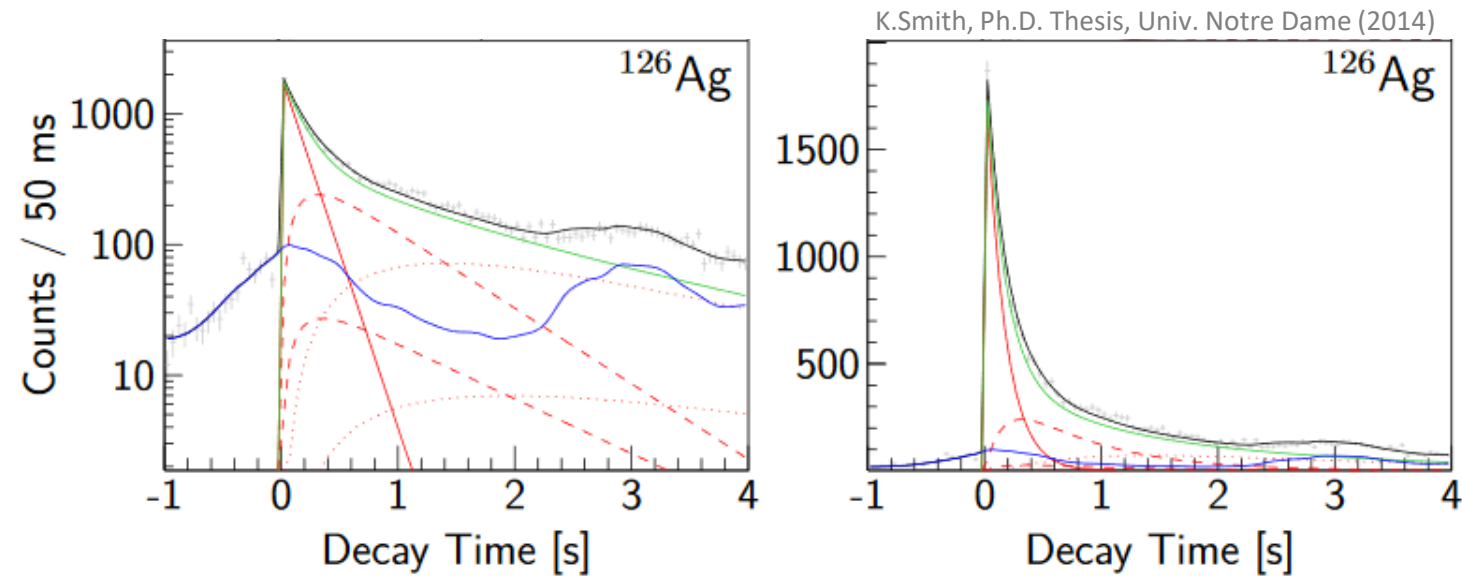 K.Smith, Ph.D. Thesis, Univ. Notre Dame (2014)
¹²⁶Ag
1000
100
10
Counts / 50 ms
-1 0 1 2 3 4
Decay Time [s]
¹²⁶Ag
1500
1000
500
-1 0 1 2 3 4
Decay Time [s]